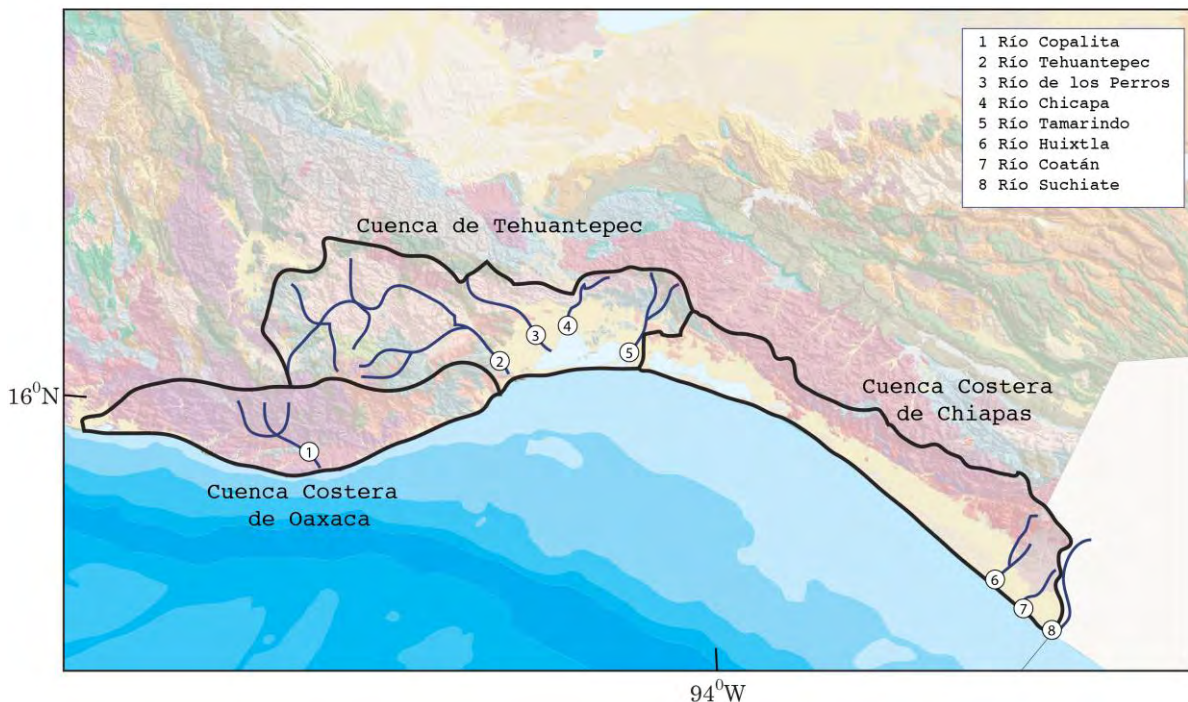 1 Río Copalita
2 Río Tehuantepec
3 Río de los Perros
4 Río Chicapa
5 Río Tamarindo
6 Río Huixtla
7 Río Coatán
8 Río Suchiate
Cuenca de Tehuantepec
4
3
5
2
Cuenca Costera
de Chiapas
16⁰N
1
Cuenca Costera
de Oaxaca
6
7
8
94⁰W